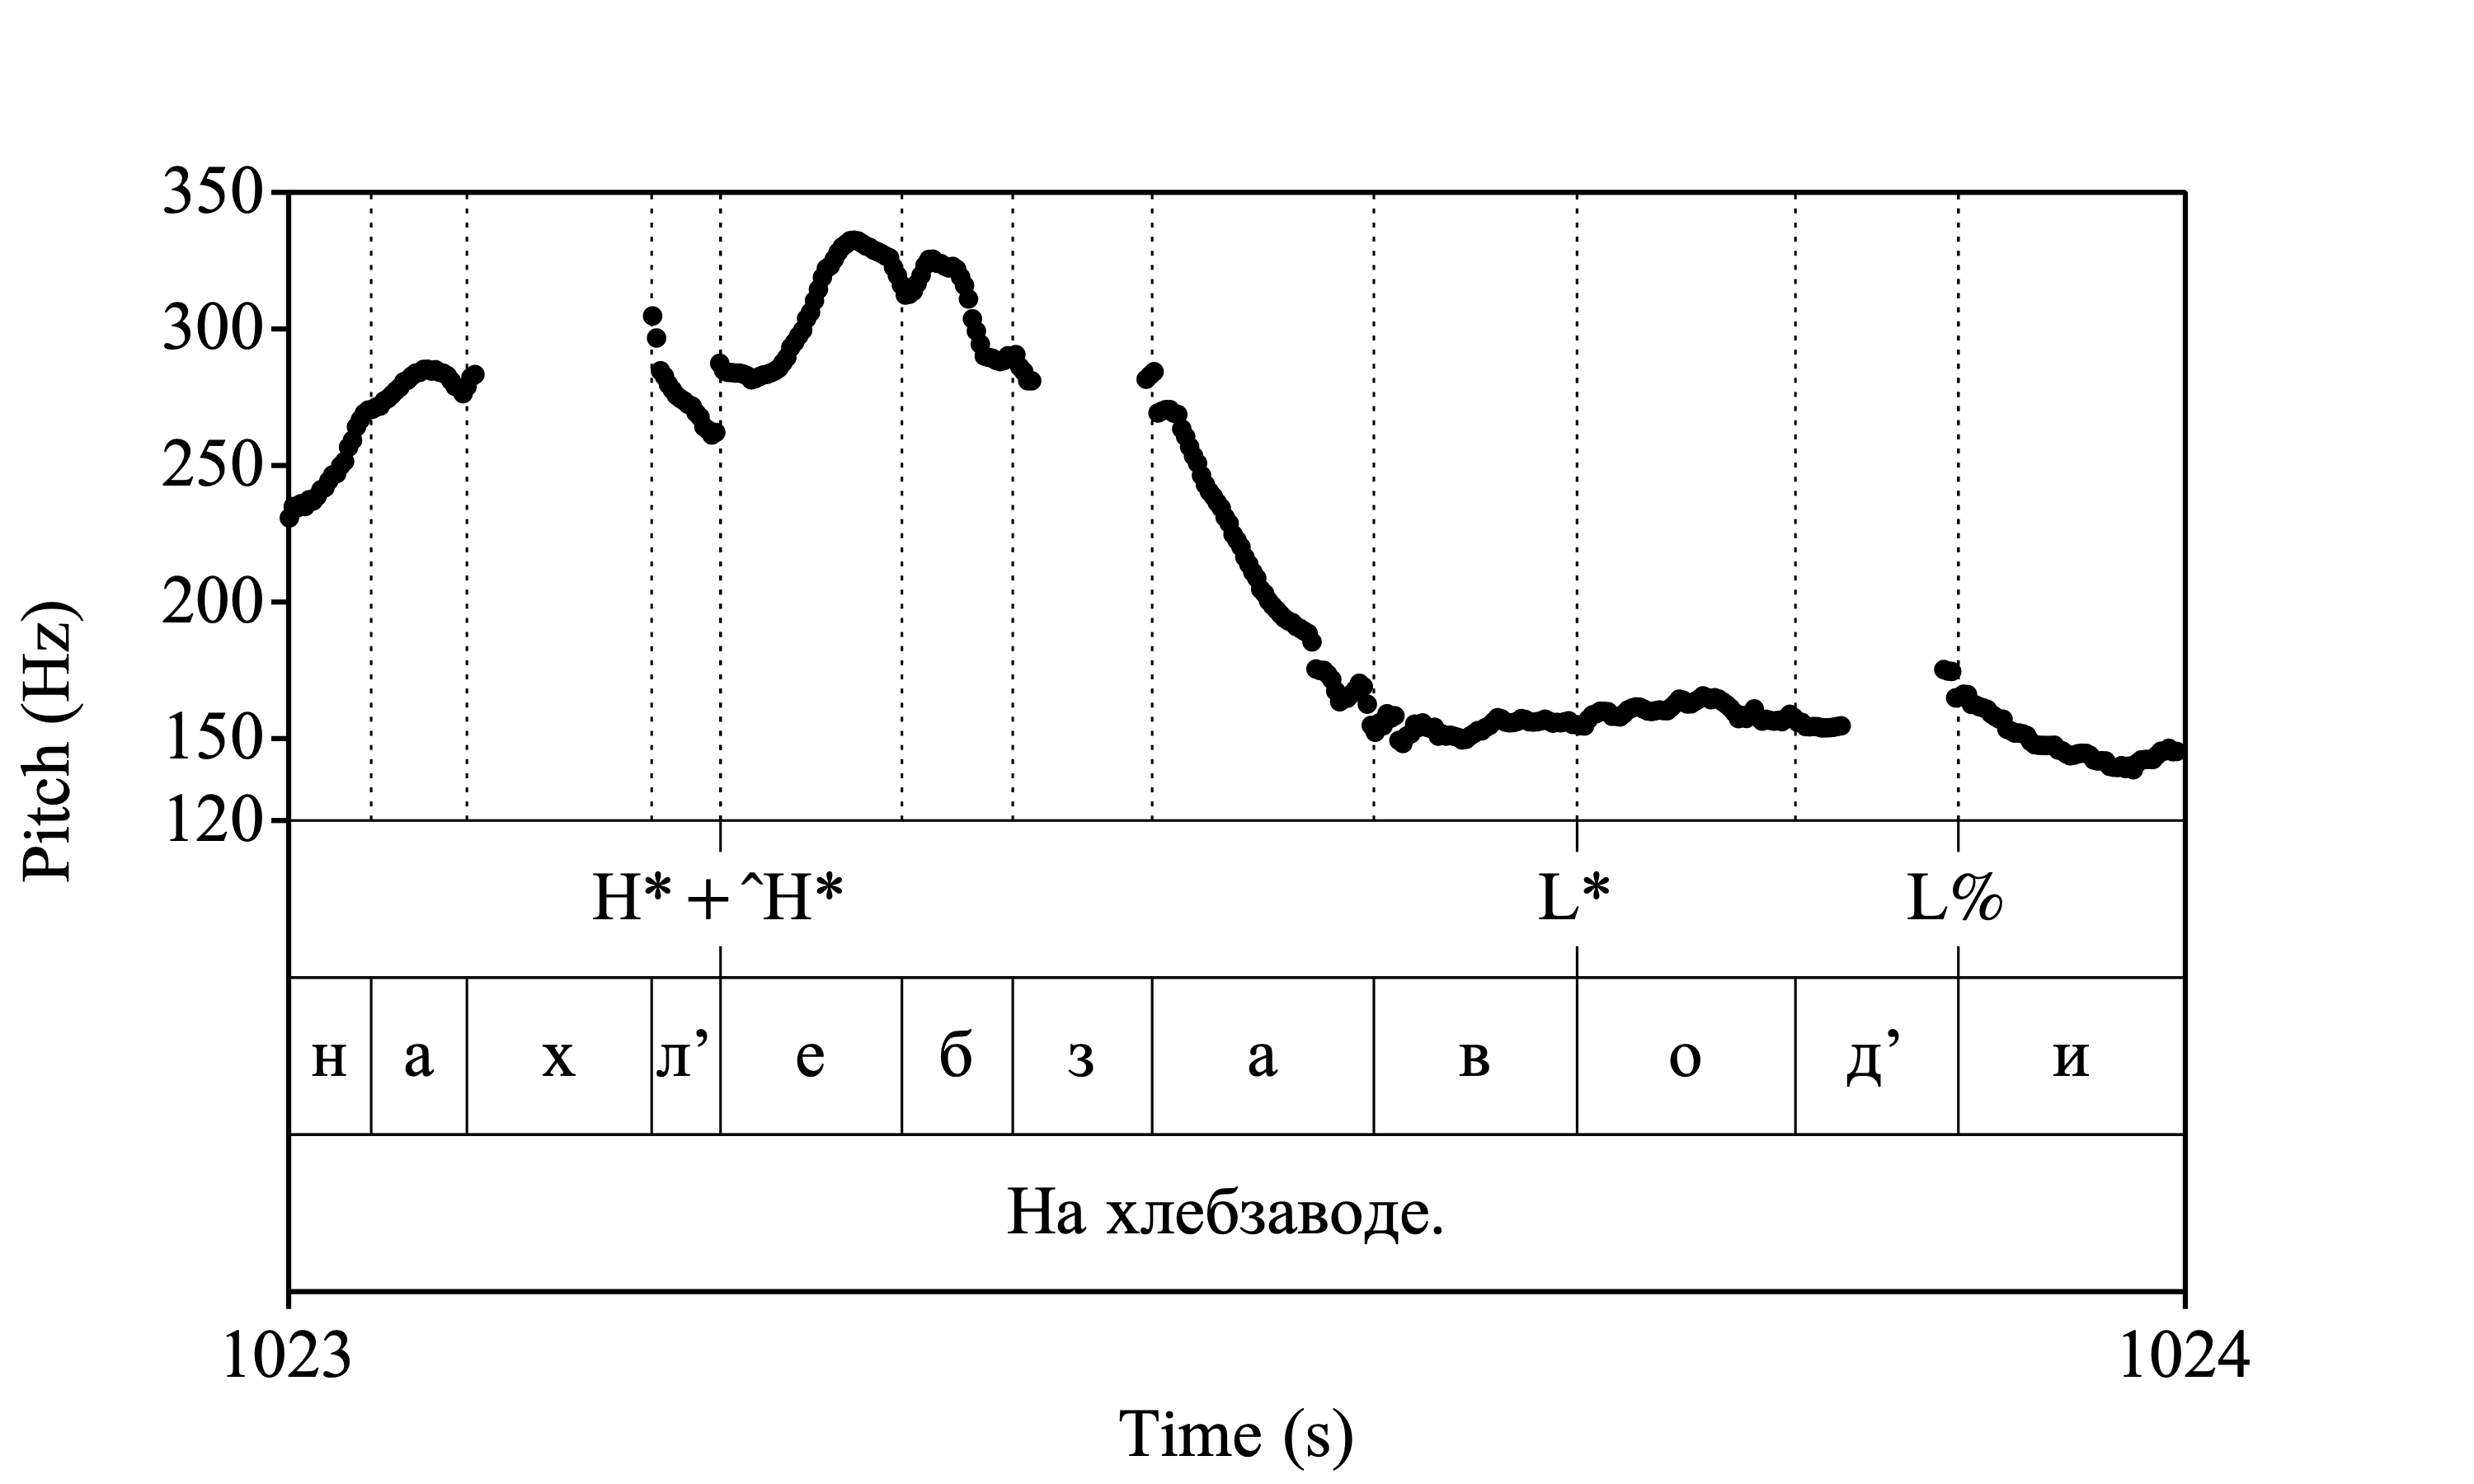 350
300
250
200
150
120
Pitch (Hz)
H* + ^H* L* L%
н а х л’ е б з а в о д’ и
На хлебзаводе.
1023 1024
Time (s)